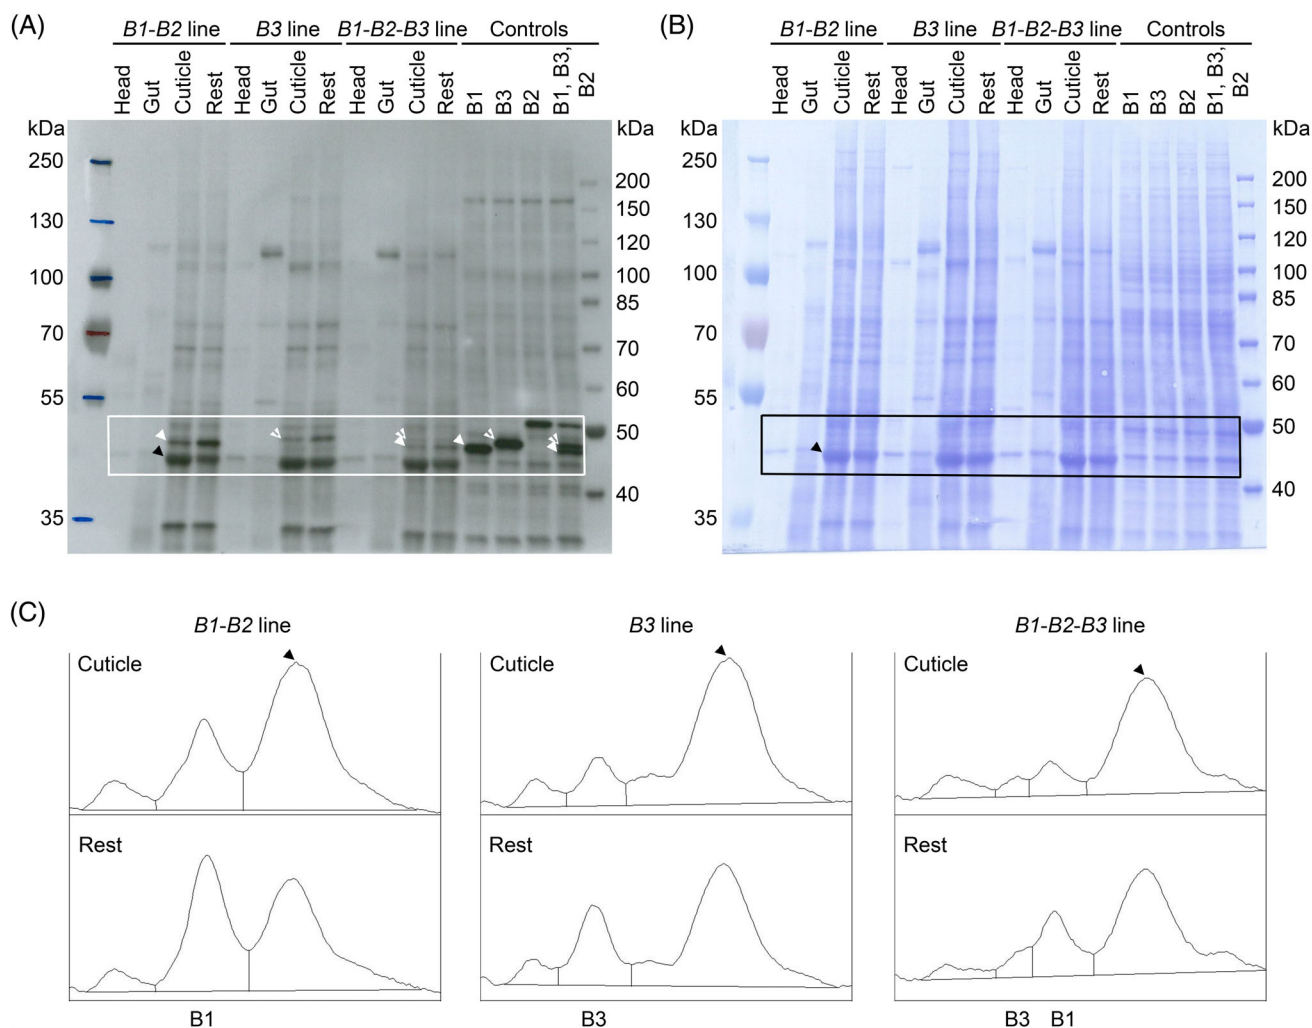 (A)
B1-B2 line B3 line B1-B2-B3 line Controls
Head Gut Cuticle Rest Head Gut Cuticle Rest Head Gut Cuticle Rest B1 B3 B2 B1, B3, B2
kDa kDa
250
200
150
130
120
100
100
85
70
70
60
55
50
40
35
(B)
B1-B2 line B3 line B1-B2-B3 line Controls
Head Gut Cuticle Rest Head Gut Cuticle Rest Head Gut Cuticle Rest B1 B3 B2 B1, B3, B2
kDa kDa
250
200
150
130
120
100
100
85
70
70
60
55
50
40
35
(C)
B1-B2 line B3 line B1-B2-B3 line
Cuticle Cuticle Cuticle
Rest Rest Rest
B1 B3 B3 B1